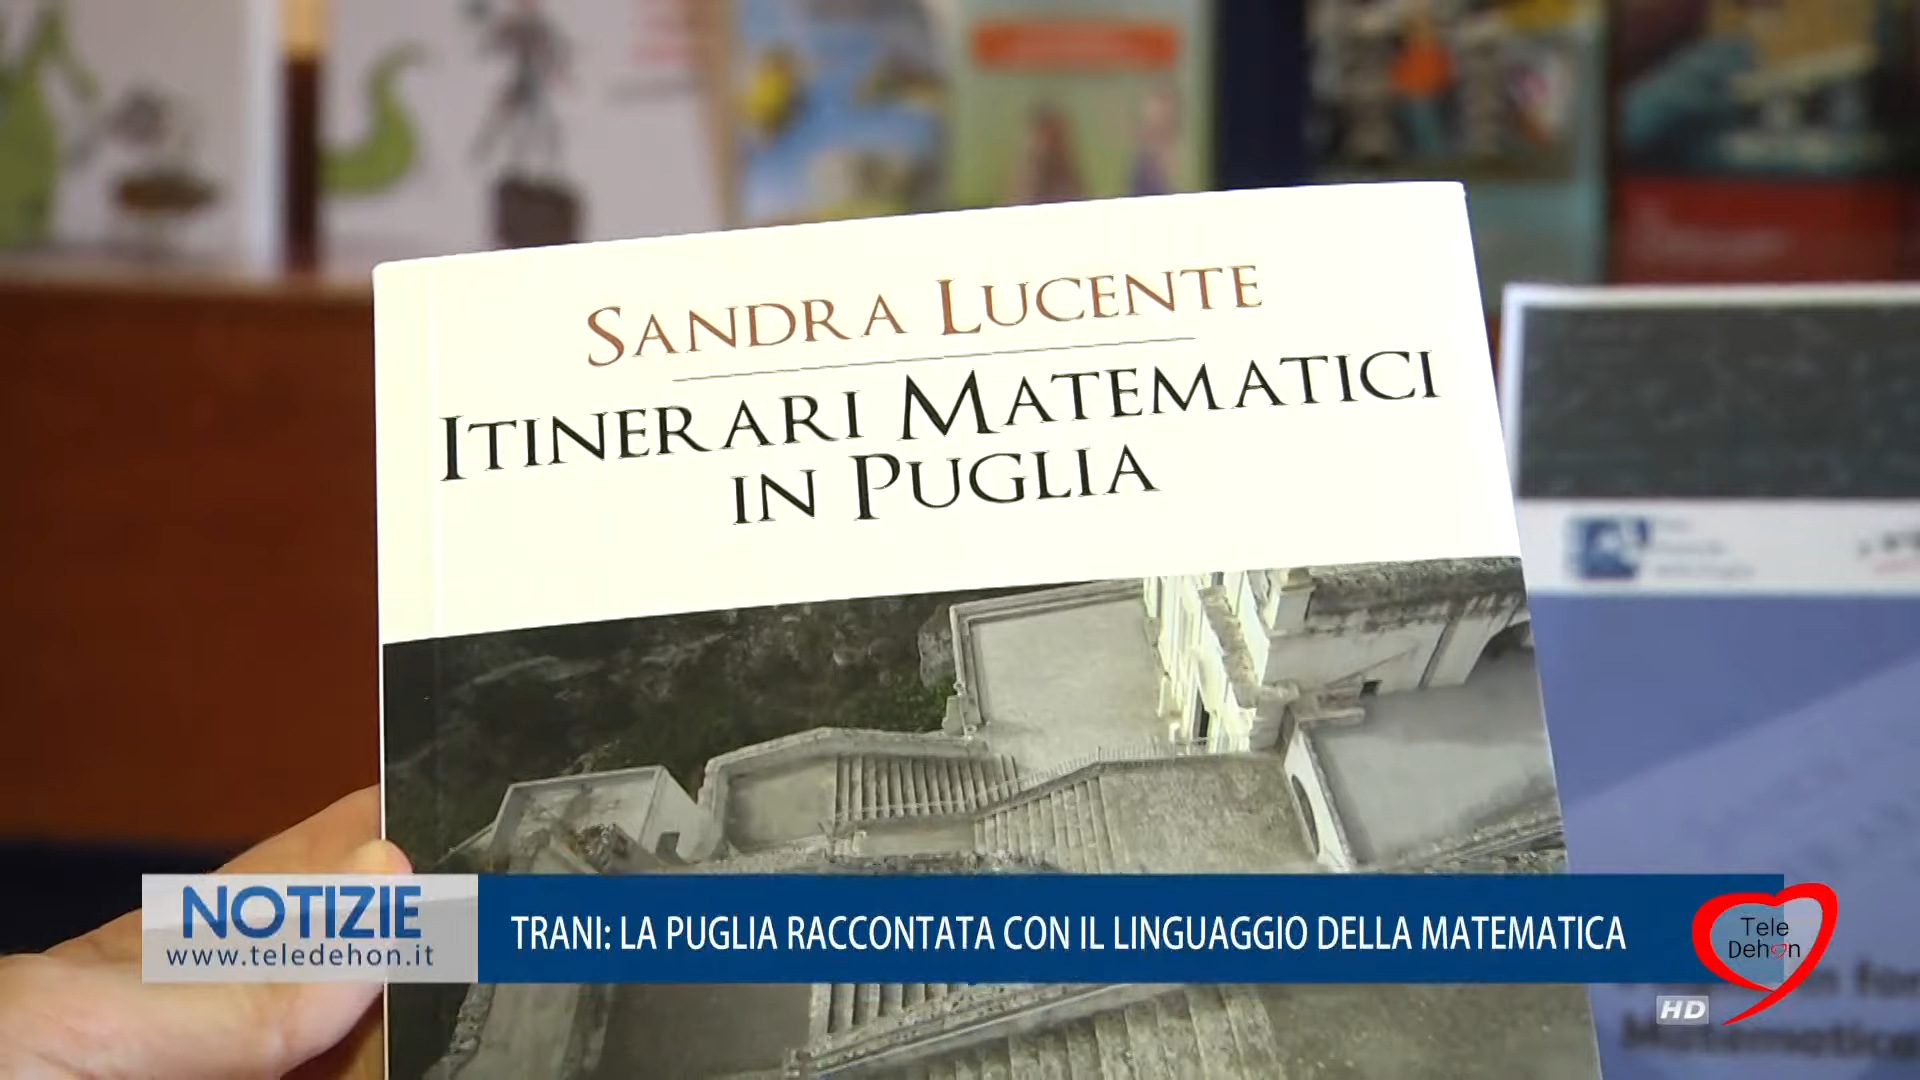 SANDRA LUCENTE
ITINERARI MATEMATICI
IN PUGLIA
NOTIZIE
www.teledehon.it
TRANI: LA PUGLIA RACCONTATA CON IL LINGUAGGIO DELLA MATEMATICA
Tele
Dehon
HD